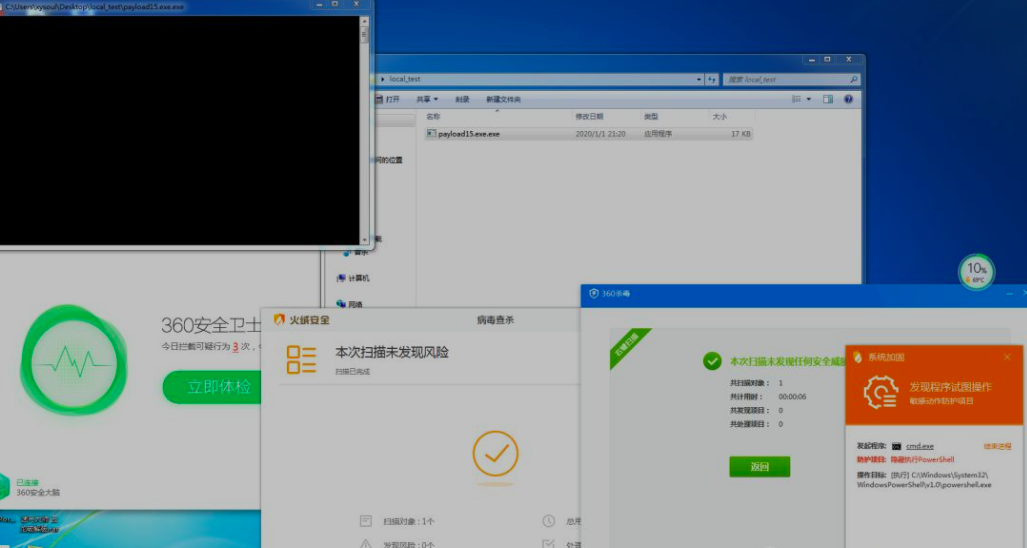 C:\Users\xysoul\Desktop\local_test\payload15.exe.exe
local_test
搜索 local_test
打开
共享
刻录
新建文件夹
名称
修改日期
类型
大小
payload15.exe.exe
2020/1/1 21:20
应用程序
17 KB
问的位置
音乐
计算机
网络
10%
360杀毒
360安全卫士
今日拦截可疑行为 3 次，
立即体检
已连接
360安全大脑
火绒安全
病毒查杀
本次扫描未发现风险
扫描已完成
扫描对象：1个
发现风险：0个
总用
处理
右键扫描
本次扫描未发现任何安全威
共扫描对象： 1
共计用时： 00:00:06
共发现项目： 0
共处理项目： 0
返回
系统加固
发现程序试图操作
敏感动作防护项目
发起程序: cmd.exe
结束进程
防护项目: 隐藏执行PowerShell
操作目标: [执行] C:\Windows\System32\
WindowsPowerShell\v1.0\powershell.exe